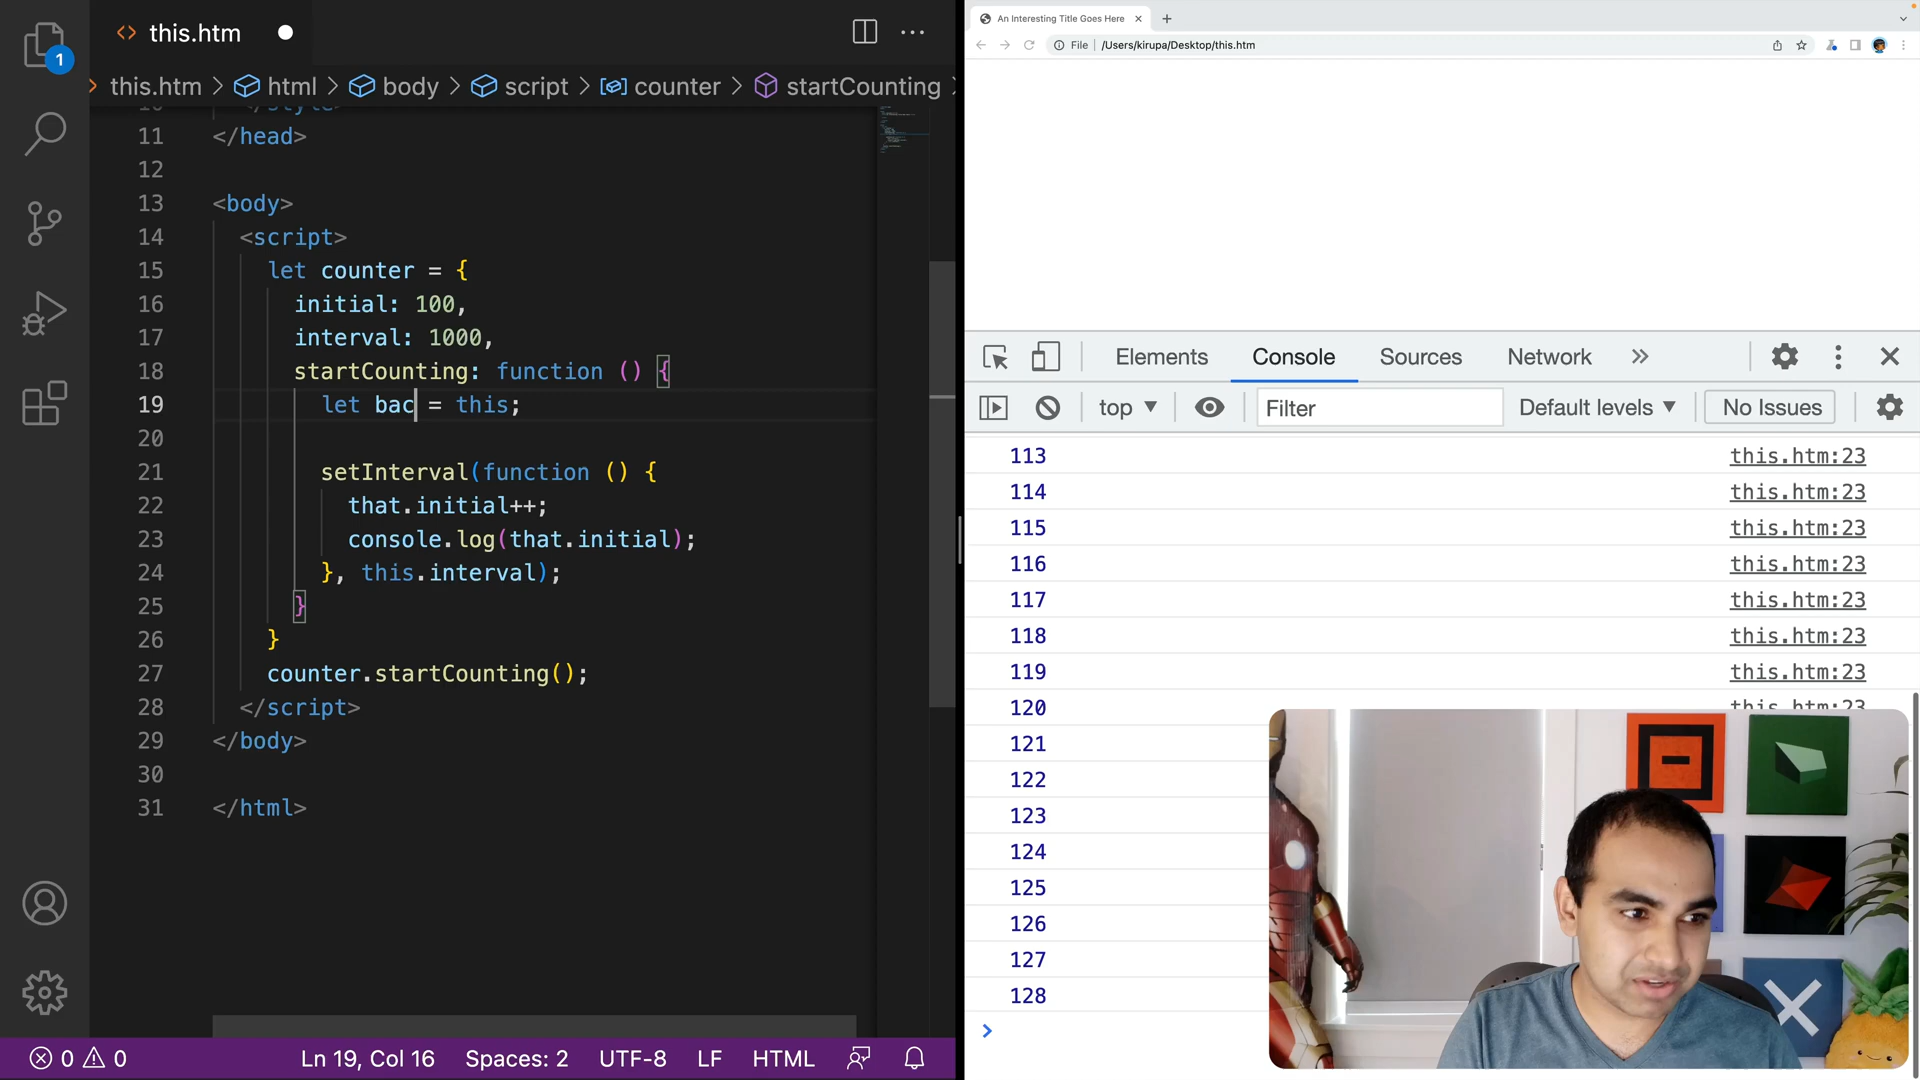 this.htm
An Interesting Title Goes Here
File | /Users/kirupa/Desktop/this.htm
1
this.htm > html > body > script > counter > startCounting
10 </style>
11 </head>
12
13 <body>
14 <script>
15 let counter = {
16 initial: 100,
17 interval: 1000,
18 startCounting: function () {
19 let bac = this;
20
21 setInterval(function () {
22 that.initial++;
23 console.log(that.initial);
24 }, this.interval);
25 }
26 }
27 counter.startCounting();
28 </script>
29 </body>
30
31 </html>
0 0 Ln 19, Col 16 Spaces: 2 UTF-8 LF HTML
Elements Console Sources Network »
top Filter Default levels No Issues
113 this.htm:23
114 this.htm:23
115 this.htm:23
116 this.htm:23
117 this.htm:23
118 this.htm:23
119 this.htm:23
120 this.htm:23
121
122
123
124
125
126
127
128
>